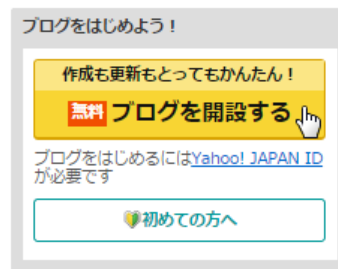 ブログをはじめよう！
作成も更新もとってもかんたん！
無料 ブログを開設する
ブログをはじめるにはYahoo! JAPAN ID
が必要です
初めての方へ